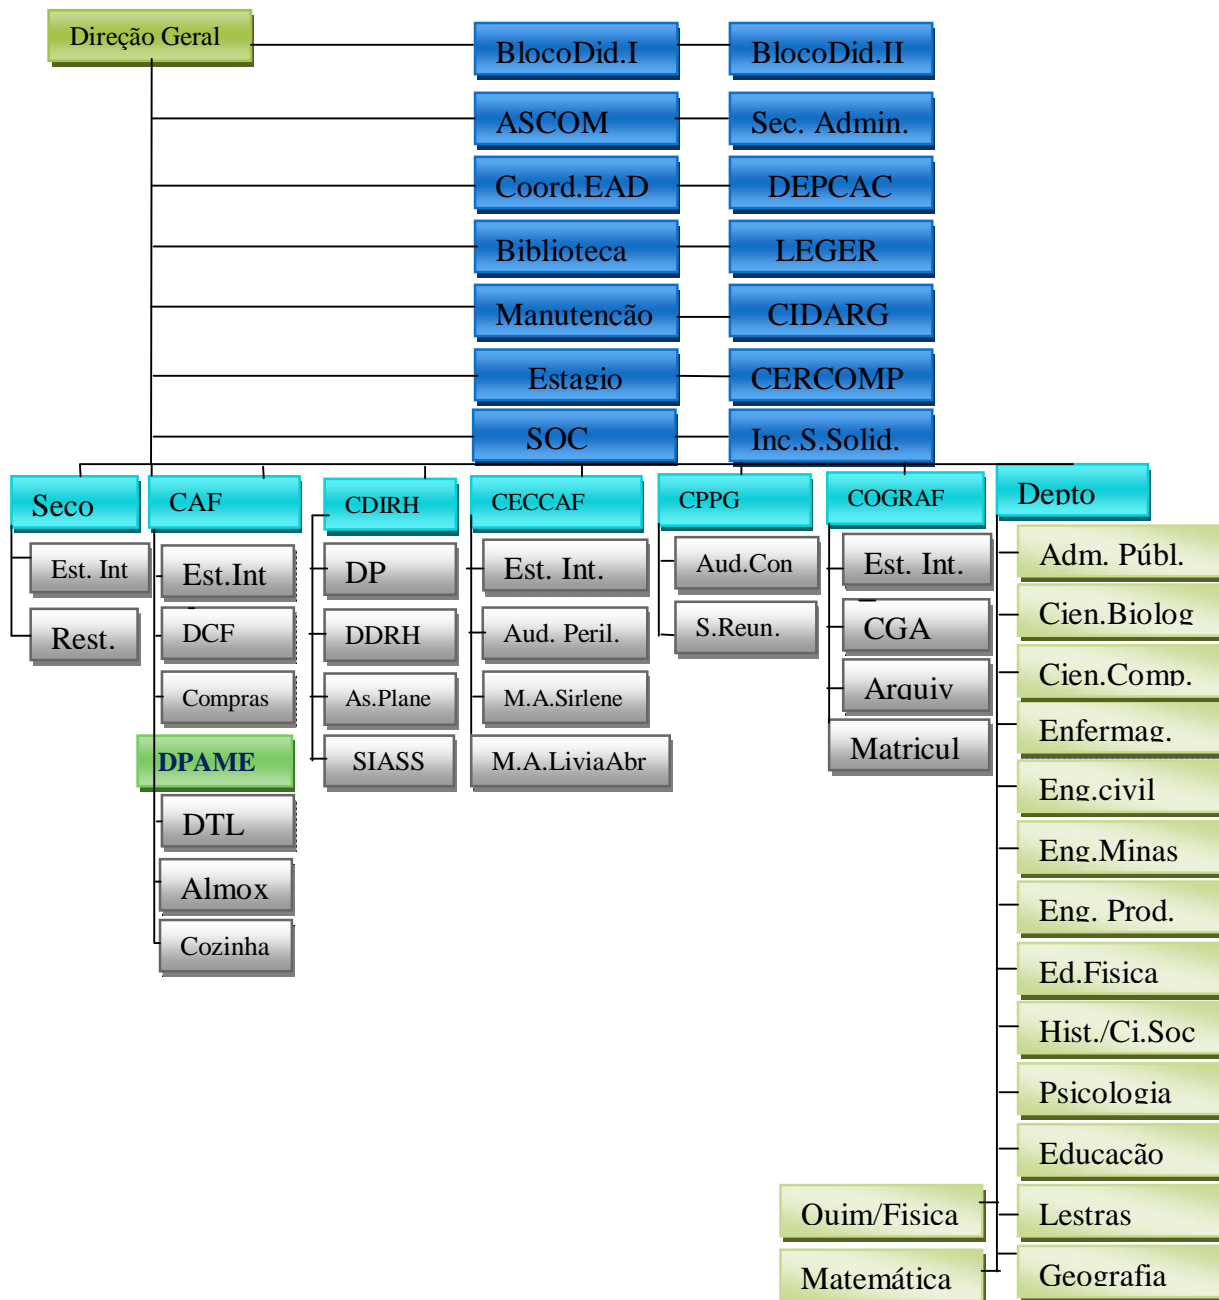 Direção Geral
BlocoDid.I
BlocoDid.II
ASCOM
Sec. Admin.
Coord.EAD
DEPCAC
Biblioteca
LEGER
Manutencão
CIDARG
Estagio
CERCOMP
SOC
Inc.S.Solid.
Seco
CAF
CDIRH
CECCAF
CPPG
COGRAF
Depto
Est. Int
Rest.
Est.Int
DCF
Compras
DPAME
DTL
Almox
Cozinha
DP
DDRH
As.Plane
SIASS
Est. Int.
Aud. Peril.
M.A.Sirlene
M.A.LiviaAbr
Aud.Con
S.Reun.
Est. Int.
CGA
Arquiv
Matricul
Adm. Públ.
Cien.Biolog
Cien.Comp.
Enfermag.
Eng.civil
Eng.Minas
Eng. Prod.
Ed.Fisica
Hist./Ci.Soc
Psicologia
Educacão
Quim/Fisica
Lestras
Matemática
Geografia